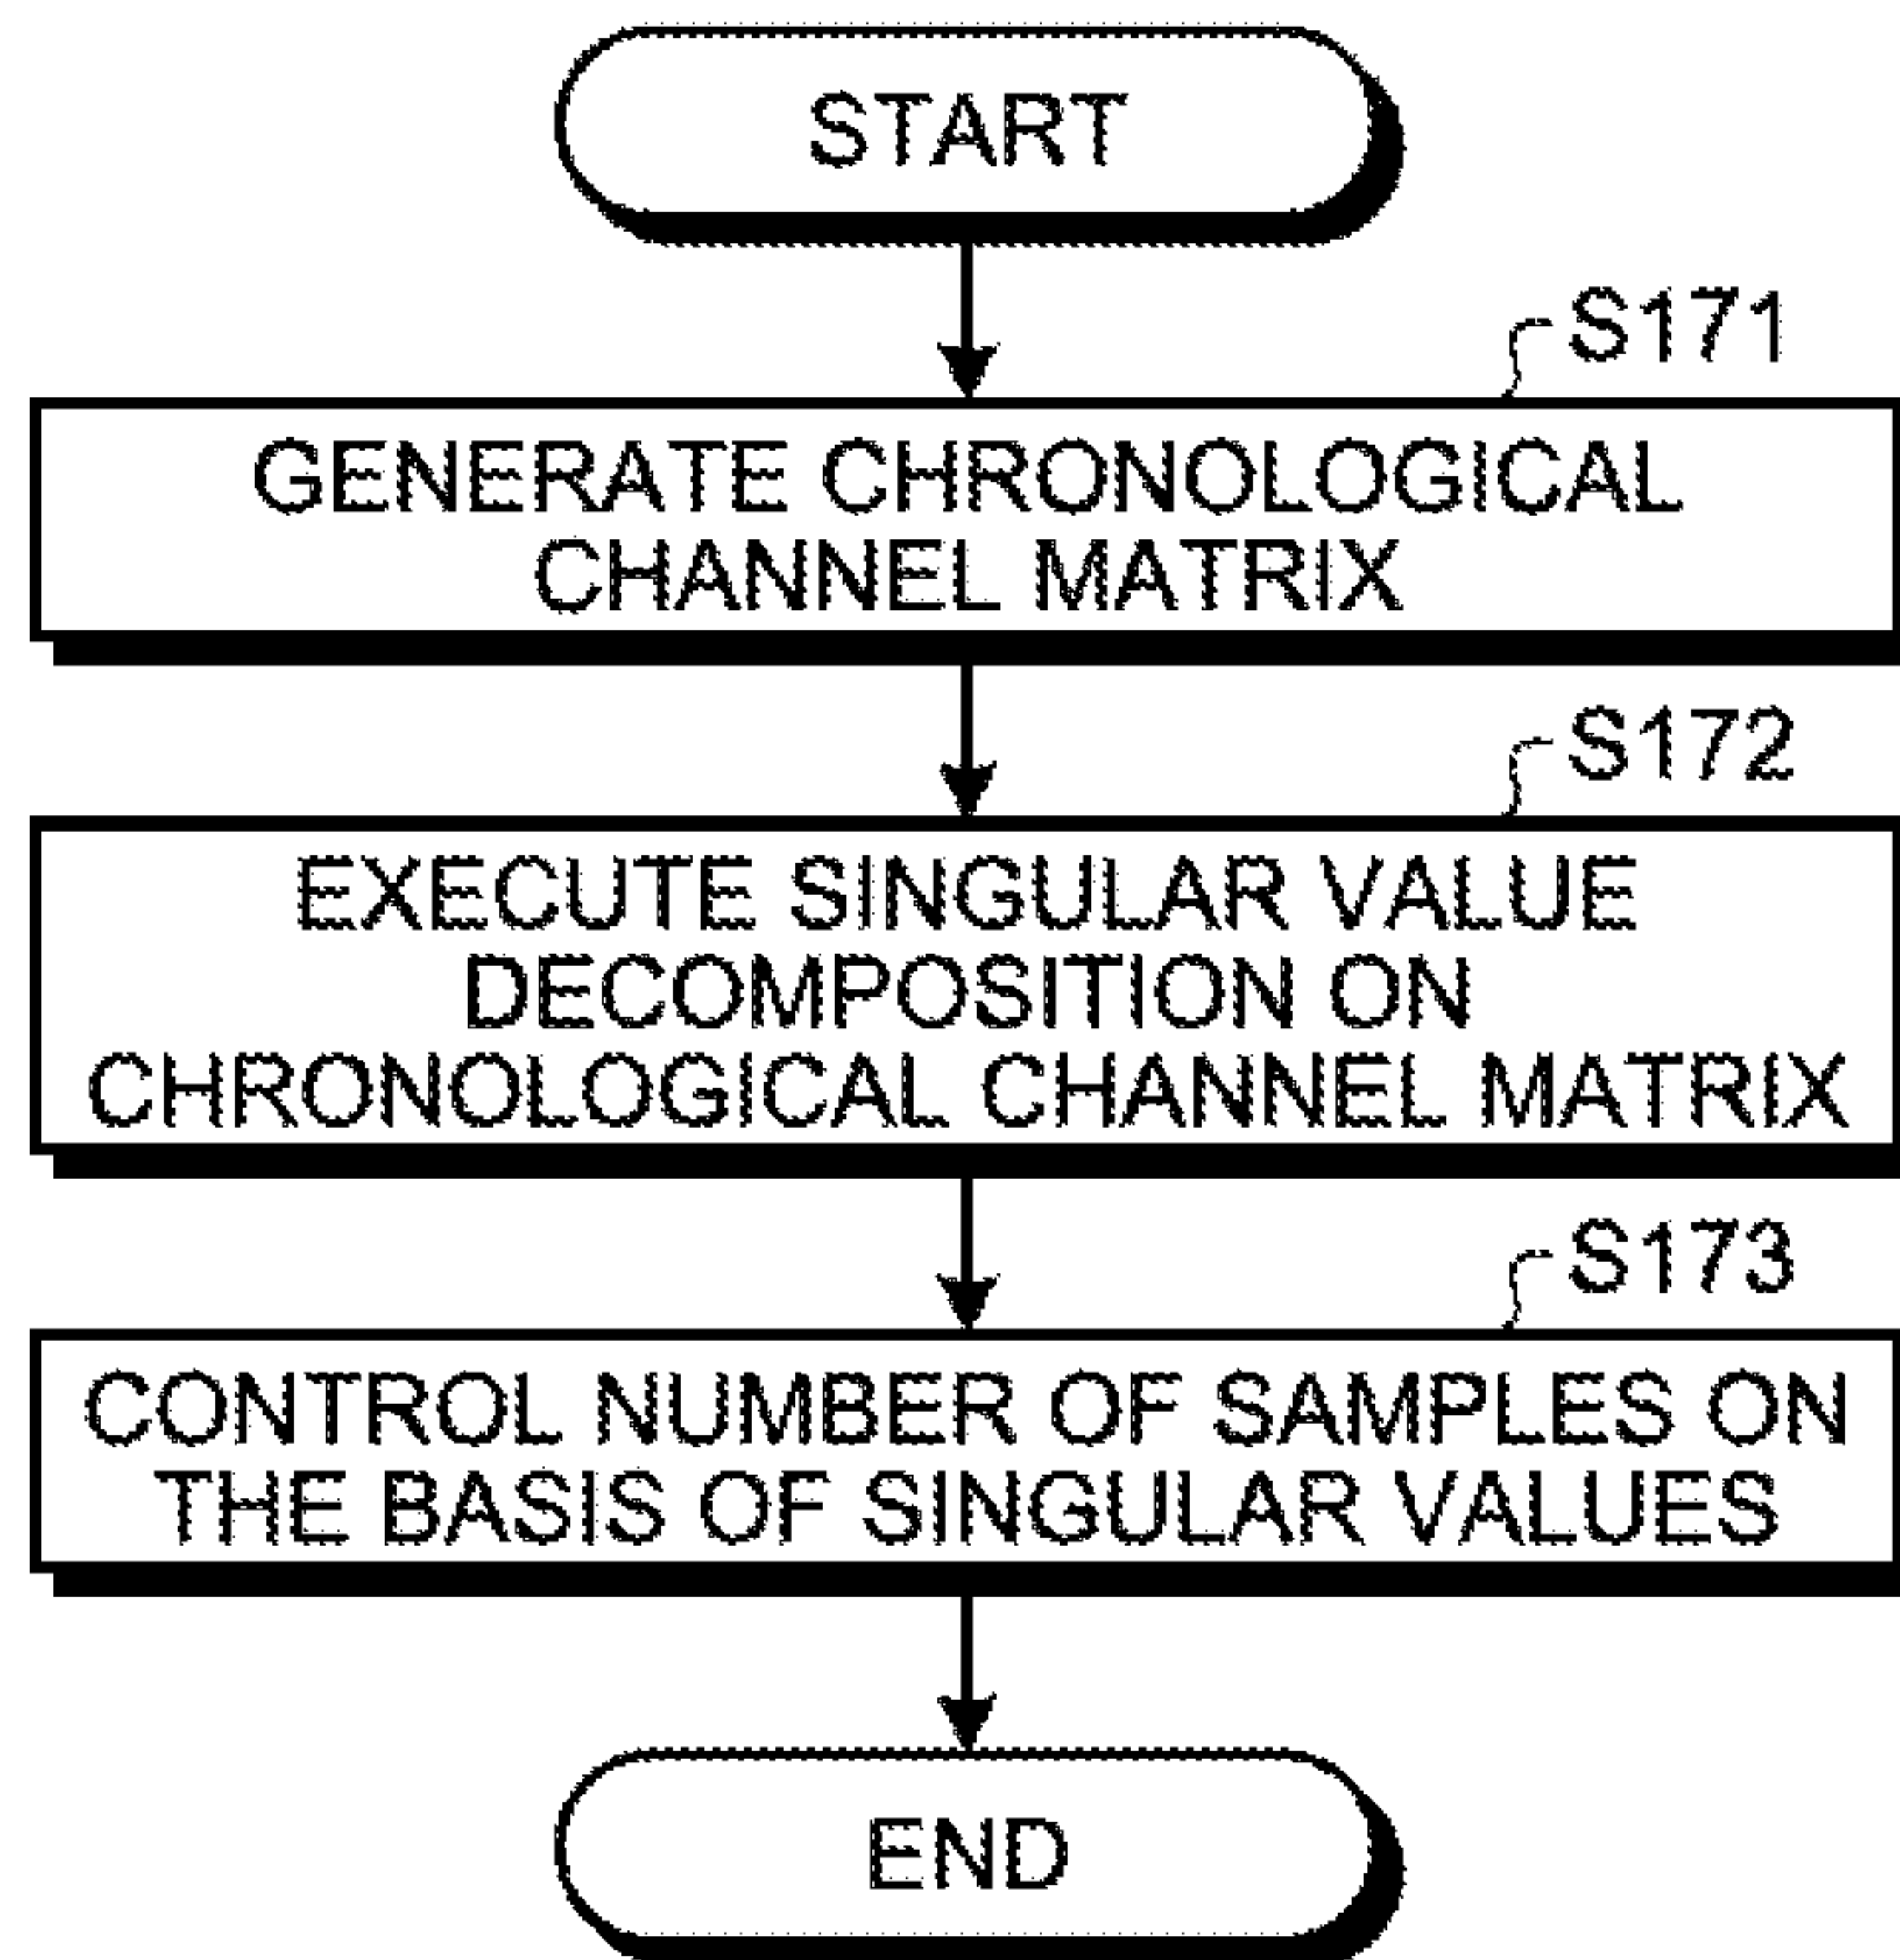 START
S171
GENERATE CHRONOLOGICAL
CHANNEL MATRIX
S172
EXECUTE SINGULAR VALUE
DECOMPOSITION ON
CHRONOLOGICAL CHANNEL MATRIX
S173
CONTROL NUMBER OF SAMPLES ON
THE BASIS OF SINGULAR VALUES
END